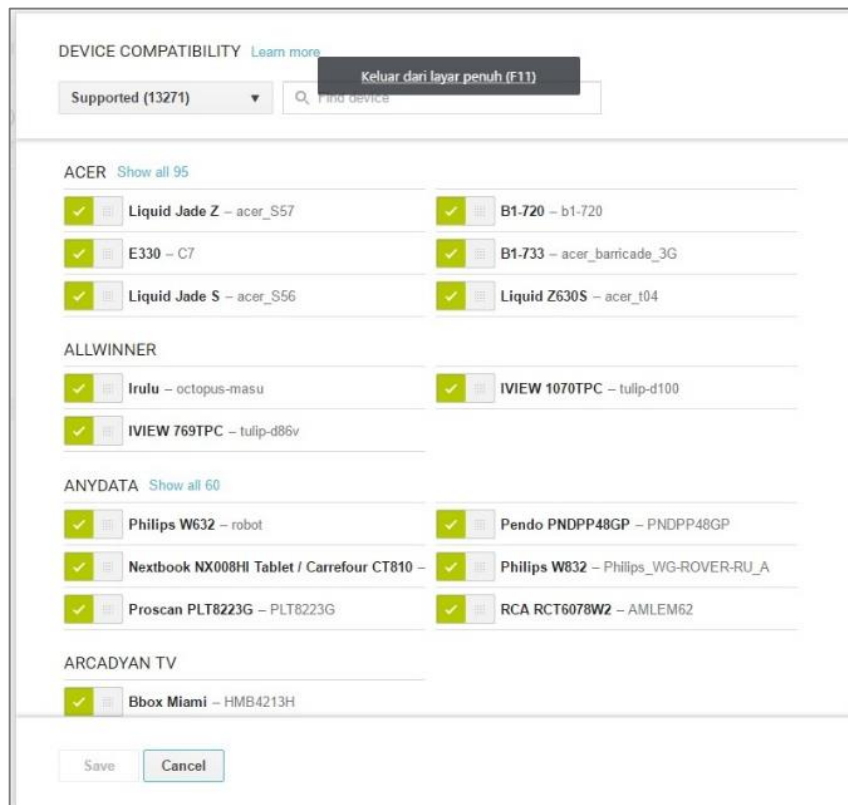 DEVICE COMPATIBILITY Learn more
Keluar dari layar penuh (F11)
Supported (13271)
Find device
ACER Show all 95
Liquid Jade Z – acer_S57
B1-720 – b1-720
E330 – C7
B1-733 – acer_barricade_3G
Liquid Jade S – acer_S56
Liquid Z630S – acer_t04
ALLWINNER
Irulu – octopus-masu
IVIEW 1070TPC – tulip-d100
IVIEW 769TPC – tulip-d86v
ANYDATA Show all 60
Philips W632 – robot
Pendo PNDPP48GP – PNDPP48GP
Nextbook NX008HI Tablet / Carrefour CT810 –
Philips W832 – Philips_WG-ROVER-RU_A
Proscan PLT8223G – PLT8223G
RCA RCT6078W2 – AMLEM62
ARCADYAN TV
Bbox Miami – HMB4213H
Save
Cancel